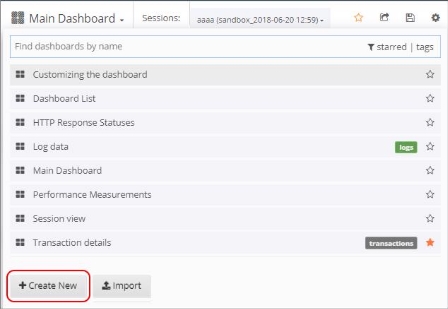 Main Dashboard Sessions: aaaa (sandbox_2018-06-20 12:59)
Find dashboards by name starred | tags
Customizing the dashboard
Dashboard List
HTTP Response Statuses
Log data logs
Main Dashboard
Performance Measurements
Session view
Transaction details transactions
+ Create New Import